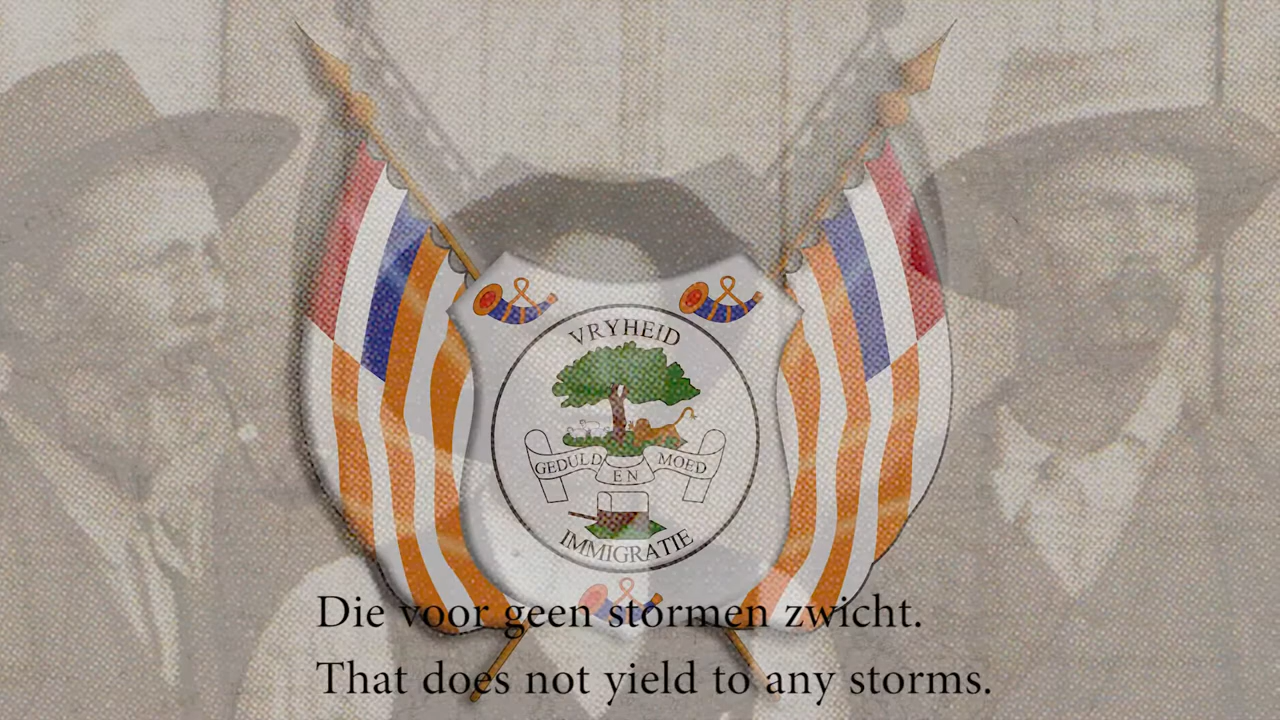 VRYHEID
GEDULD EN MOED
IMMIGRATIE
Die voor geen stormen zwicht.
That does not yield to any storms.